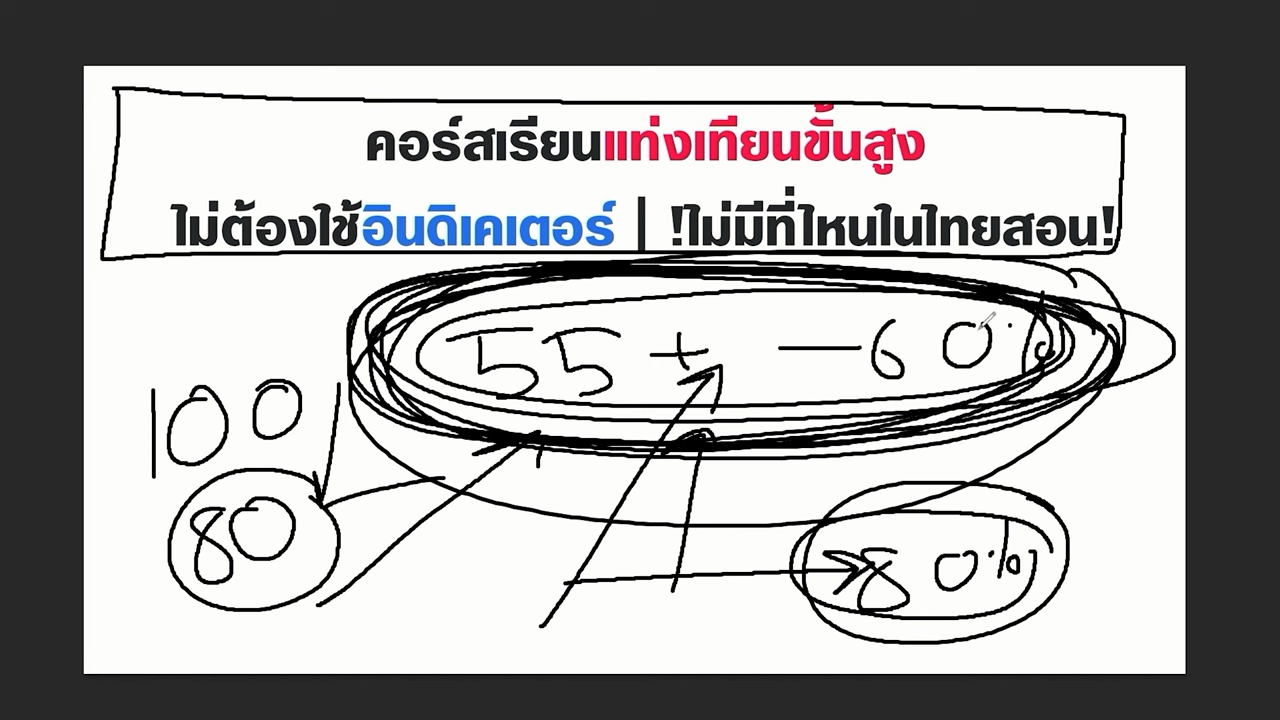 คอร์สเรียนแท่งเทียนขั้นสูง
ไม่ต้องใช้อินดิเคเตอร์ | !ไม่มีที่ไหนในไทยสอน!
55 + — 60%
100
80
80%